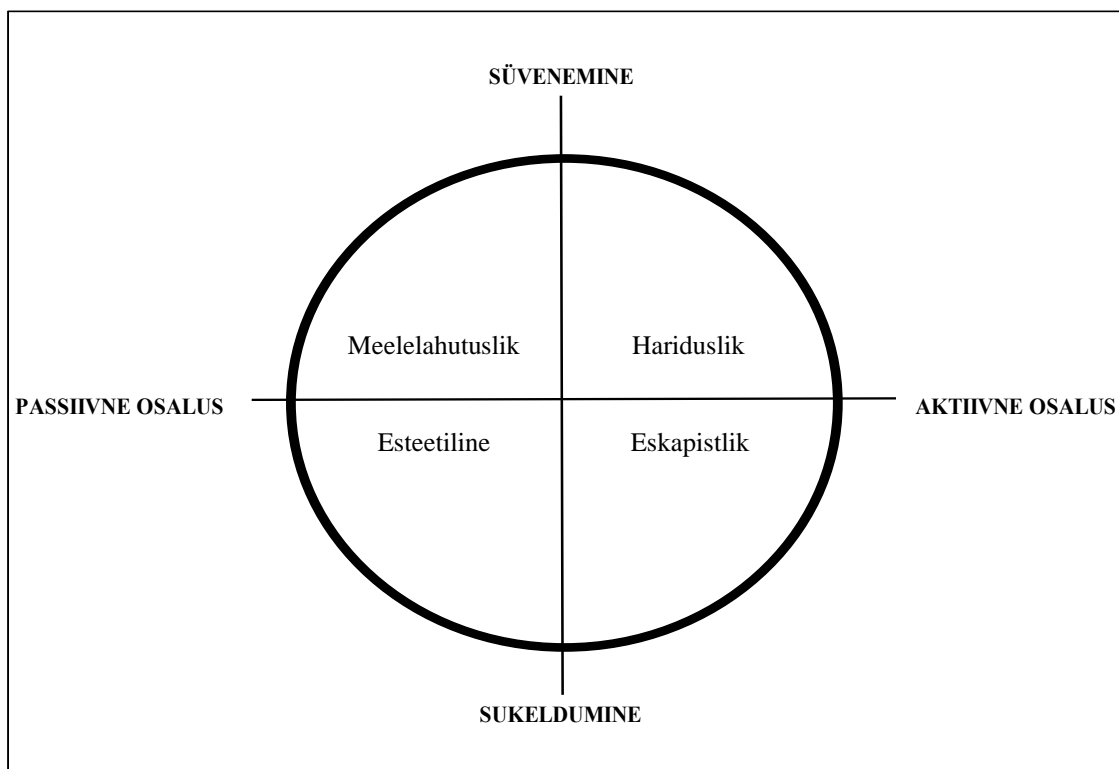 SÜVENEMINE
Meelelahutuslik
Hariduslik
PASSIIVNE OSALUS
AKTIIVNE OSALUS
Esteetiline
Eskapistlik
SUKELDUMINE